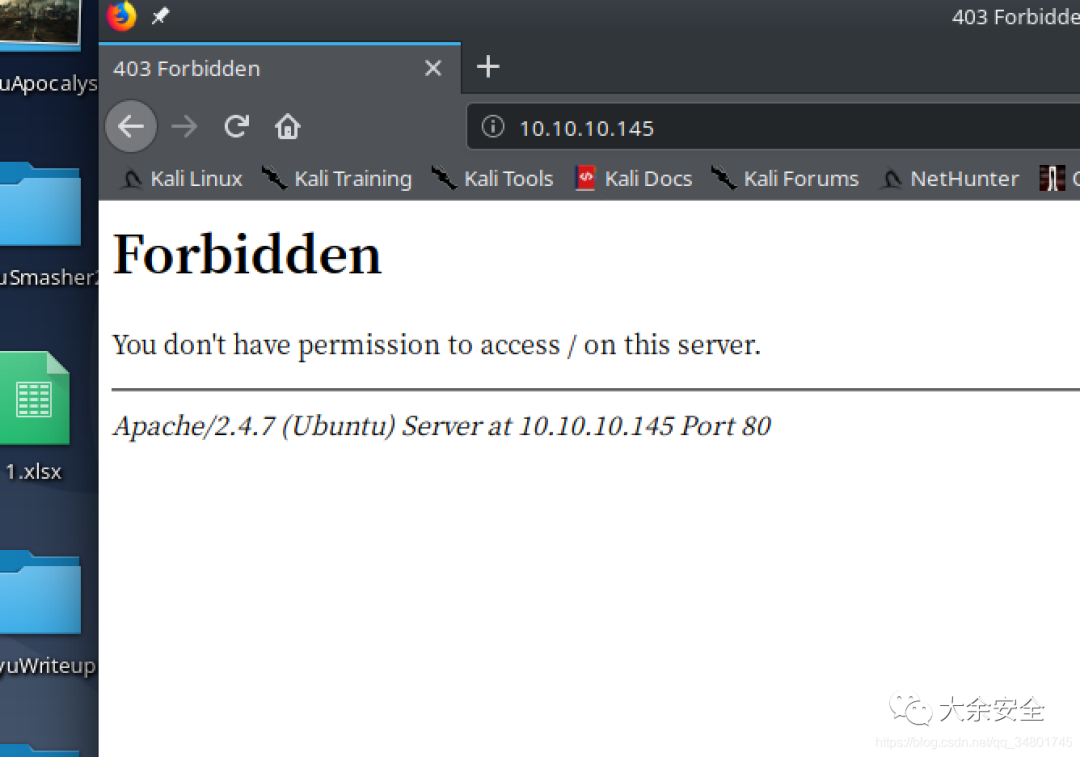 403 Forbidde
uApocalys
403 Forbidden
10.10.10.145
Kali Linux Kali Training Kali Tools Kali Docs Kali Forums NetHunter
Forbidden
uSmasher2
You don't have permission to access / on this server.
Apache/2.4.7 (Ubuntu) Server at 10.10.10.145 Port 80
1.xlsx
yuWriteup
大余安全
https://blog.csdn.net/qq_34801745